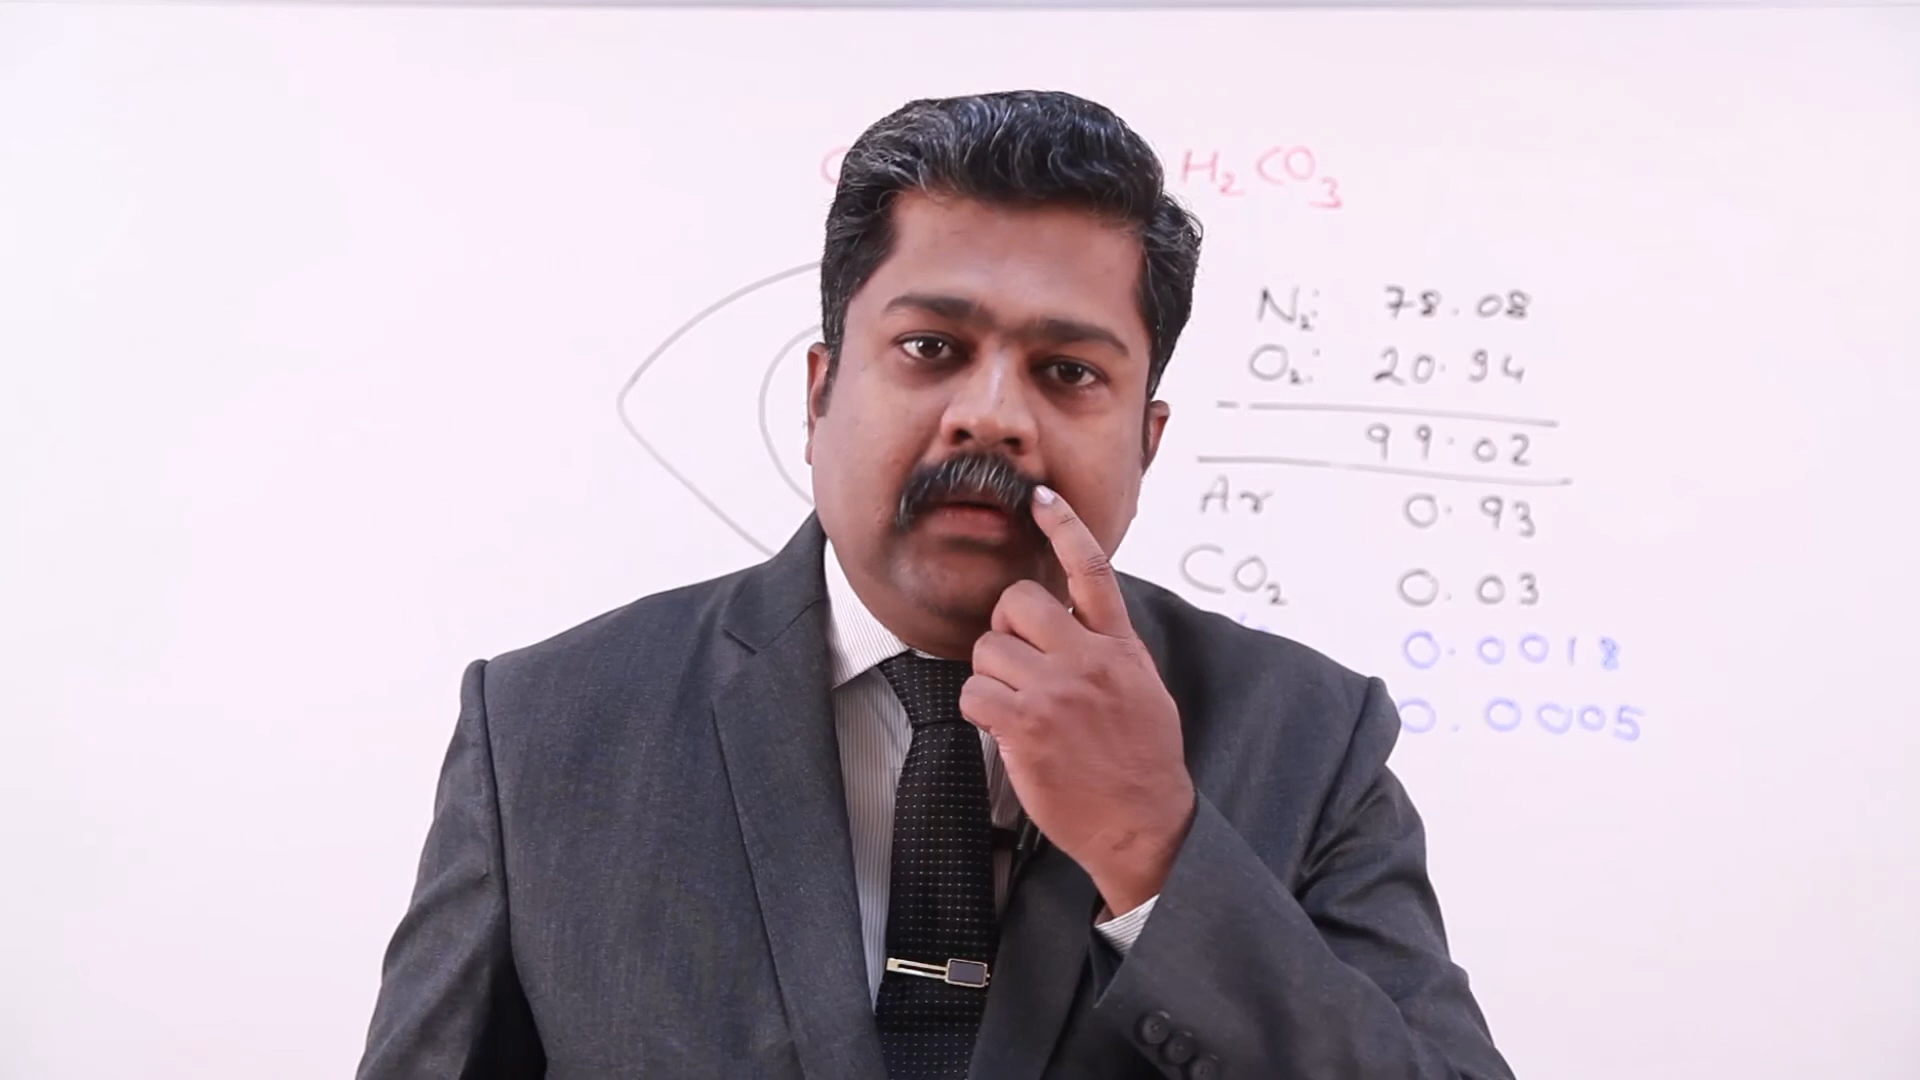 H₂CO₃
N₂: 78.08
O₂: 20.94
99.02
Ar 0.93
CO₂ 0.03
0.0018
0.0005